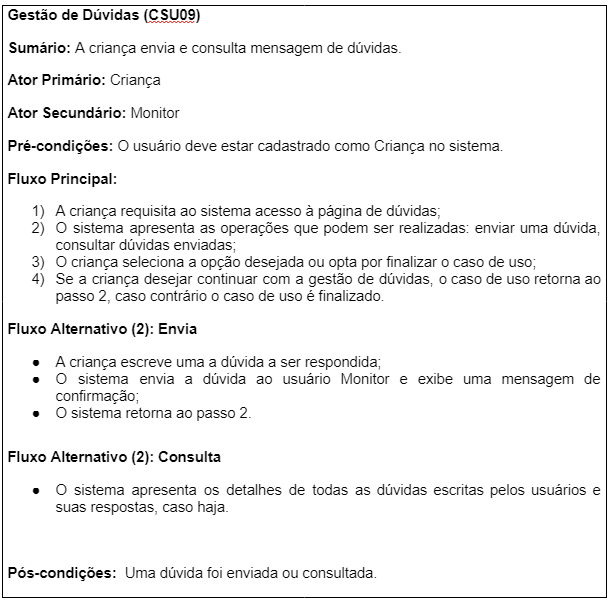 Gestão de Dúvidas (CSU09)
Sumário: A criança envia e consulta mensagem de dúvidas.
Ator Primário: Criança
Ator Secundário: Monitor
Pré-condições: O usuário deve estar cadastrado como Criança no sistema.
Fluxo Principal:
1) A criança requisita ao sistema acesso à página de dúvidas;
2) O sistema apresenta as operações que podem ser realizadas: enviar uma dúvida,
consultar dúvidas enviadas;
3) O criança seleciona a opção desejada ou opta por finalizar o caso de uso;
4) Se a criança desejar continuar com a gestão de dúvidas, o caso de uso retorna ao
passo 2, caso contrário o caso de uso é finalizado.
Fluxo Alternativo (2): Envia
● A criança escreve uma a dúvida a ser respondida;
● O sistema envia a dúvida ao usuário Monitor e exibe uma mensagem de
confirmação;
● O sistema retorna ao passo 2.
Fluxo Alternativo (2): Consulta
● O sistema apresenta os detalhes de todas as dúvidas escritas pelos usuários e
suas respostas, caso haja.
Pós-condições: Uma dúvida foi enviada ou consultada.